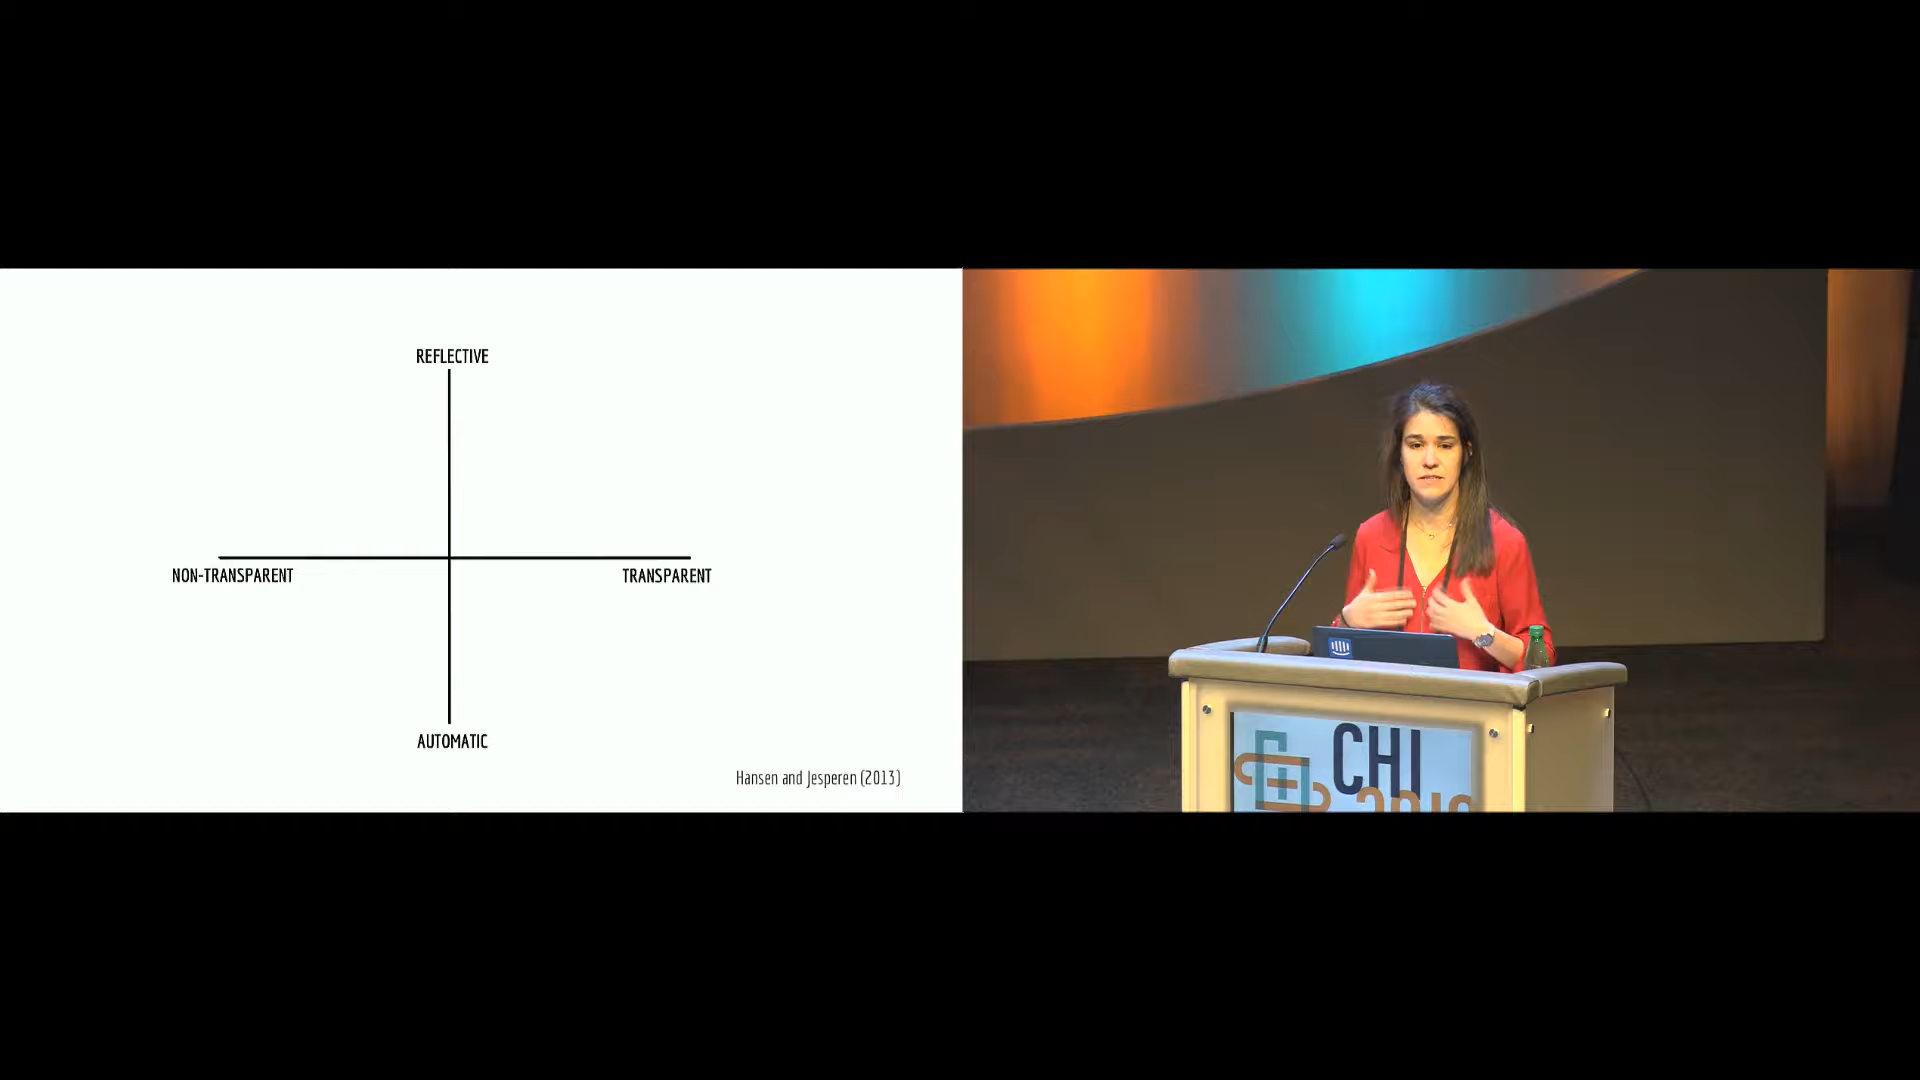 REFLECTIVE
NON-TRANSPARENT
TRANSPARENT
AUTOMATIC
Hansen and Jesperen (2013)
CHI